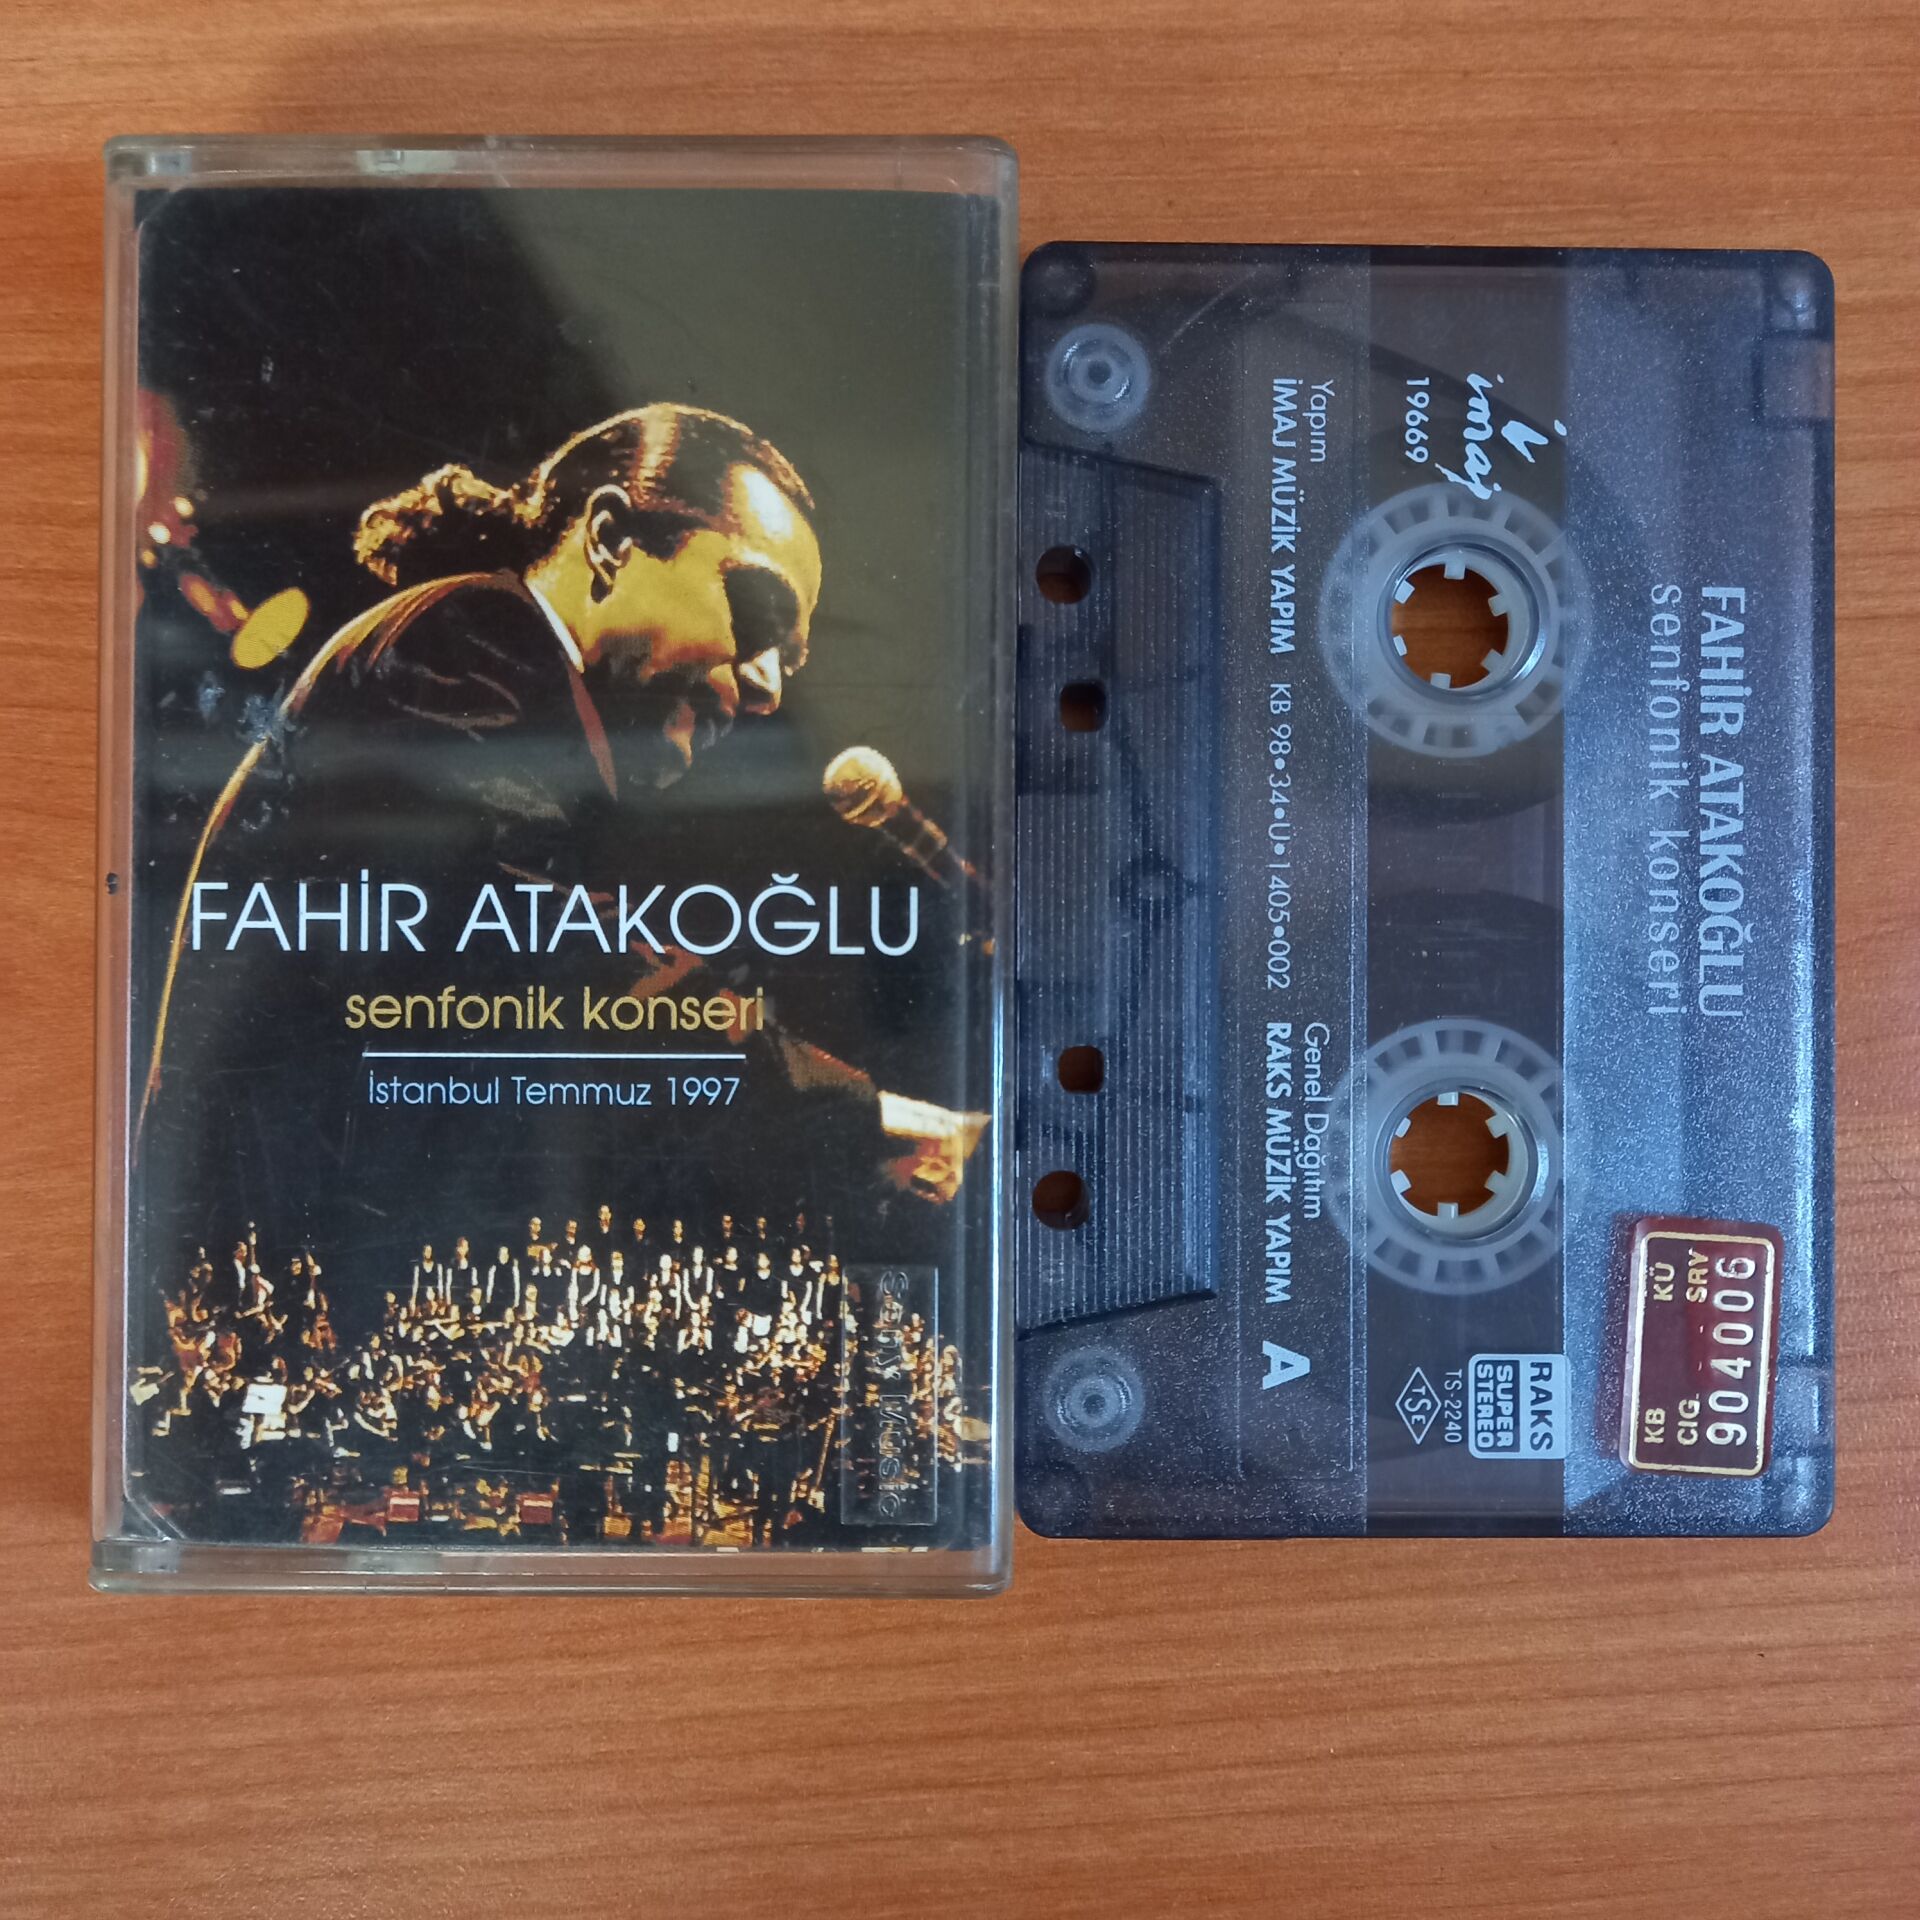 FAHİR ATAKOĞLU
senfonik konseri
İstanbul Temmuz 1997
Sony Music
FAHİR ATAKOĞLU
senfonik konseri
imaj
19669
Yapım
İMAJ MÜZİK YAPIM
KB 98•34•U•1405•002
Genel Dağıtım
RAKS MÜZİK YAPIM
A
RAKS
SUPER
STEREO
TS-2240
TSE
KB KÜ
CIG. SRV
904006